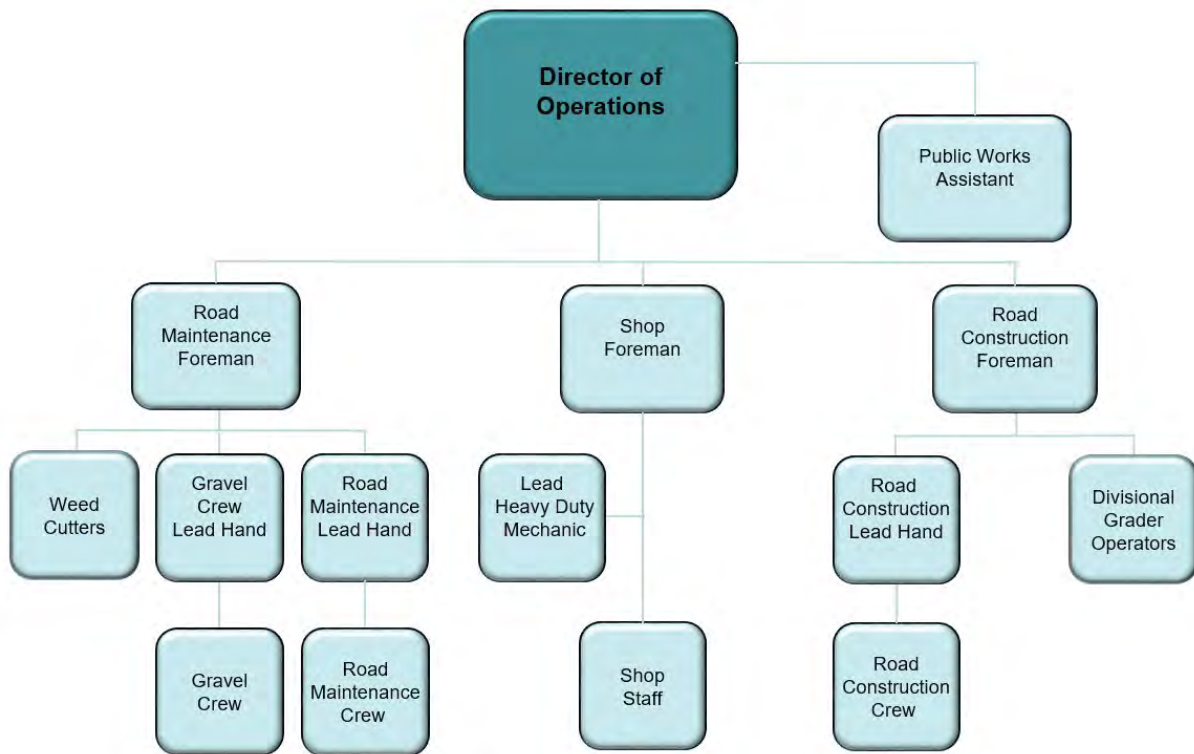 Director of
Operations
Public Works
Assistant
Road
Maintenance
Foreman
Shop
Foreman
Road
Construction
Foreman
Weed
Cutters
Gravel
Crew
Lead Hand
Road
Maintenance
Lead Hand
Lead
Heavy Duty
Mechanic
Road
Construction
Lead Hand
Divisional
Grader
Operators
Gravel
Crew
Road
Maintenance
Crew
Shop
Staff
Road
Construction
Crew